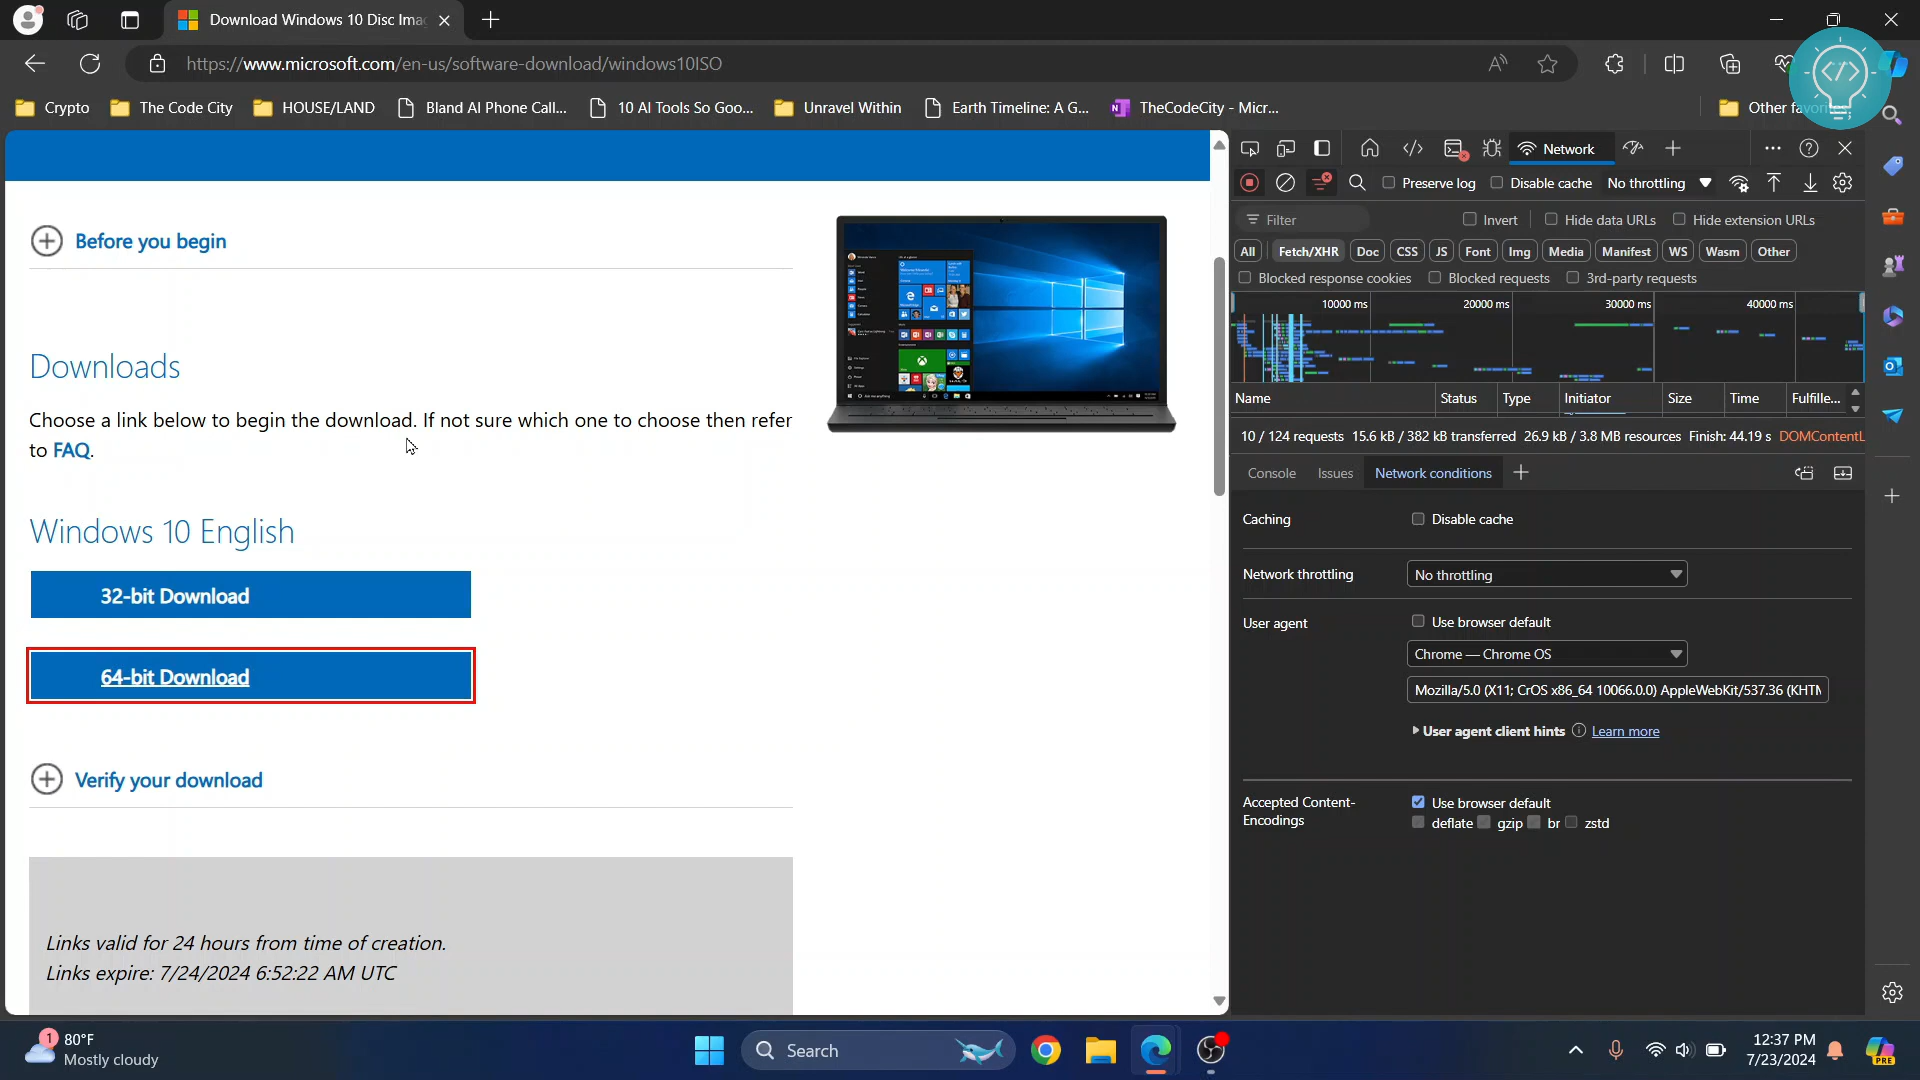 Download Windows 10 Disc Ima
https://www.microsoft.com/en-us/software-download/windows10ISO
Crypto
The Code City
HOUSE/LAND
Bland AI Phone Call...
10 AI Tools So Goo...
Unravel Within
Earth Timeline: A G...
TheCodeCity - Micr...
Other favorites
Before you begin
Downloads
Choose a link below to begin the download. If not sure which one to choose then refer
to FAQ.
Windows 10 English
32-bit Download
64-bit Download
Verify your download
Links valid for 24 hours from time of creation.
Links expire: 7/24/2024 6:52:22 AM UTC
Network
Preserve log
Disable cache
No throttling
Filter
Invert
Hide data URLs
Hide extension URLs
All
Fetch/XHR
Doc
CSS
JS
Font
Img
Media
Manifest
WS
Wasm
Other
Blocked response cookies
Blocked requests
3rd-party requests
10000 ms
20000 ms
30000 ms
40000 ms
Name
Status
Type
Initiator
Size
Time
Fulfille...
10 / 124 requests 15.6 kB / 382 kB transferred 26.9 kB / 3.8 MB resources Finish: 44.19 s DOMContentL
Console
Issues
Network conditions
Caching
Disable cache
Network throttling
No throttling
User agent
Use browser default
Chrome — Chrome OS
Mozilla/5.0 (X11; CrOS x86_64 10066.0.0) AppleWebKit/537.36 (KHTM
User agent client hints
Learn more
Accepted Content-
Encodings
Use browser default
deflate
gzip
br
zstd
1
80°F
Mostly cloudy
Search
12:37 PM
7/23/2024
PRE